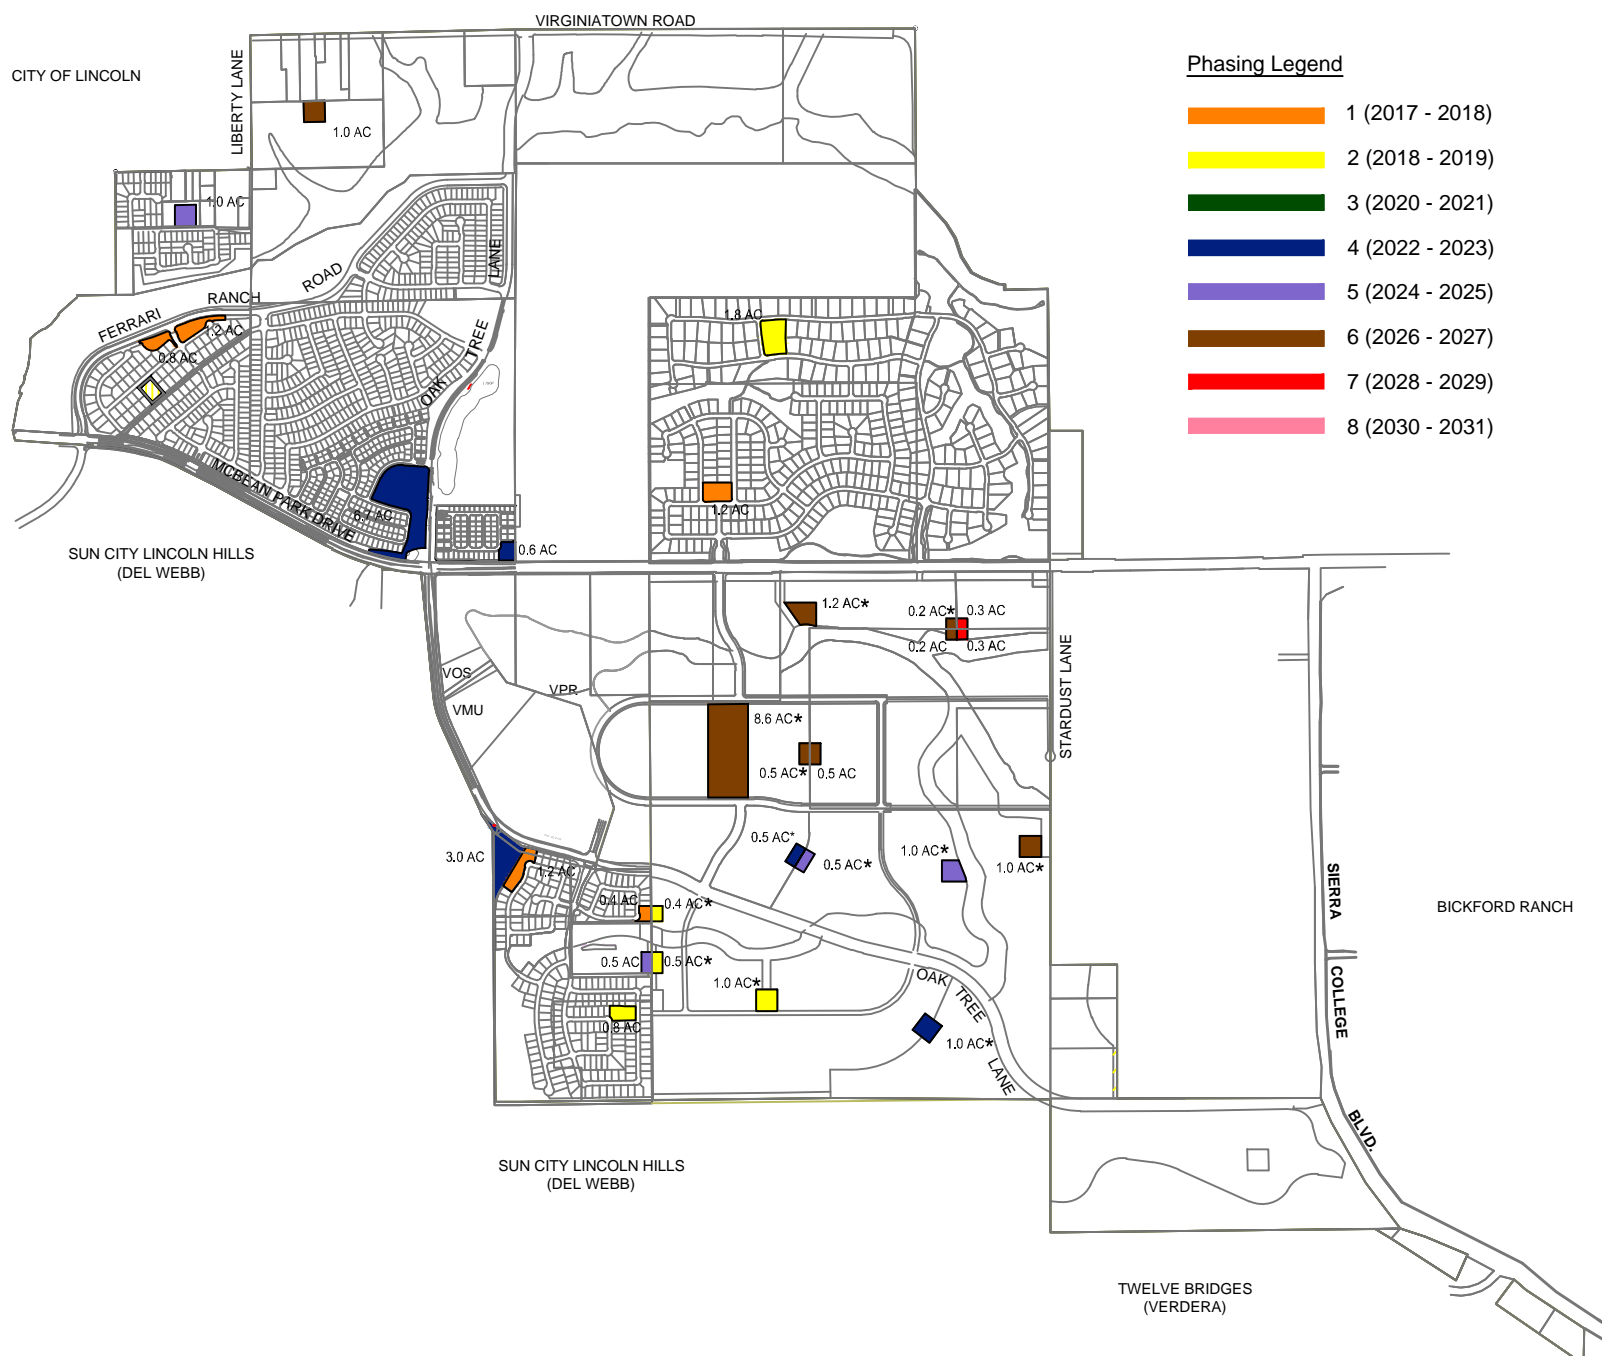 VIRGINIATOWN ROAD
CITY OF LINCOLN
LIBERTY LANE
Phasing Legend
1 (2017 - 2018)
2 (2018 - 2019)
3 (2020 - 2021)
4 (2022 - 2023)
5 (2024 - 2025)
6 (2026 - 2027)
7 (2028 - 2029)
8 (2030 - 2031)
1.0 AC
1.0 AC
FERRARI
RANCH
ROAD
OAK
TREE
LANE
1.2 AC
0.8 AC
1.8 AC
1.2 AC
MCBEAN PARK DRIVE
6.7 AC
0.6 AC
SUN CITY LINCOLN HILLS
(DEL WEBB)
1.2 AC*
0.2 AC*
0.3 AC
0.2 AC
0.3 AC
STARDUST LANE
VOS
VPR
VMU
8.6 AC*
0.5 AC*
0.5 AC
3.0 AC
1.2 AC
0.5 AC*
0.5 AC*
1.0 AC*
1.0 AC*
0.4 AC
0.4 AC*
0.5 AC
0.5 AC*
1.0 AC*
0.8 AC
1.0 AC*
OAK
TREE
LANE
SIERRA
COLLEGE
BLVD.
BICKFORD RANCH
SUN CITY LINCOLN HILLS
(DEL WEBB)
TWELVE BRIDGES
(VERDERA)